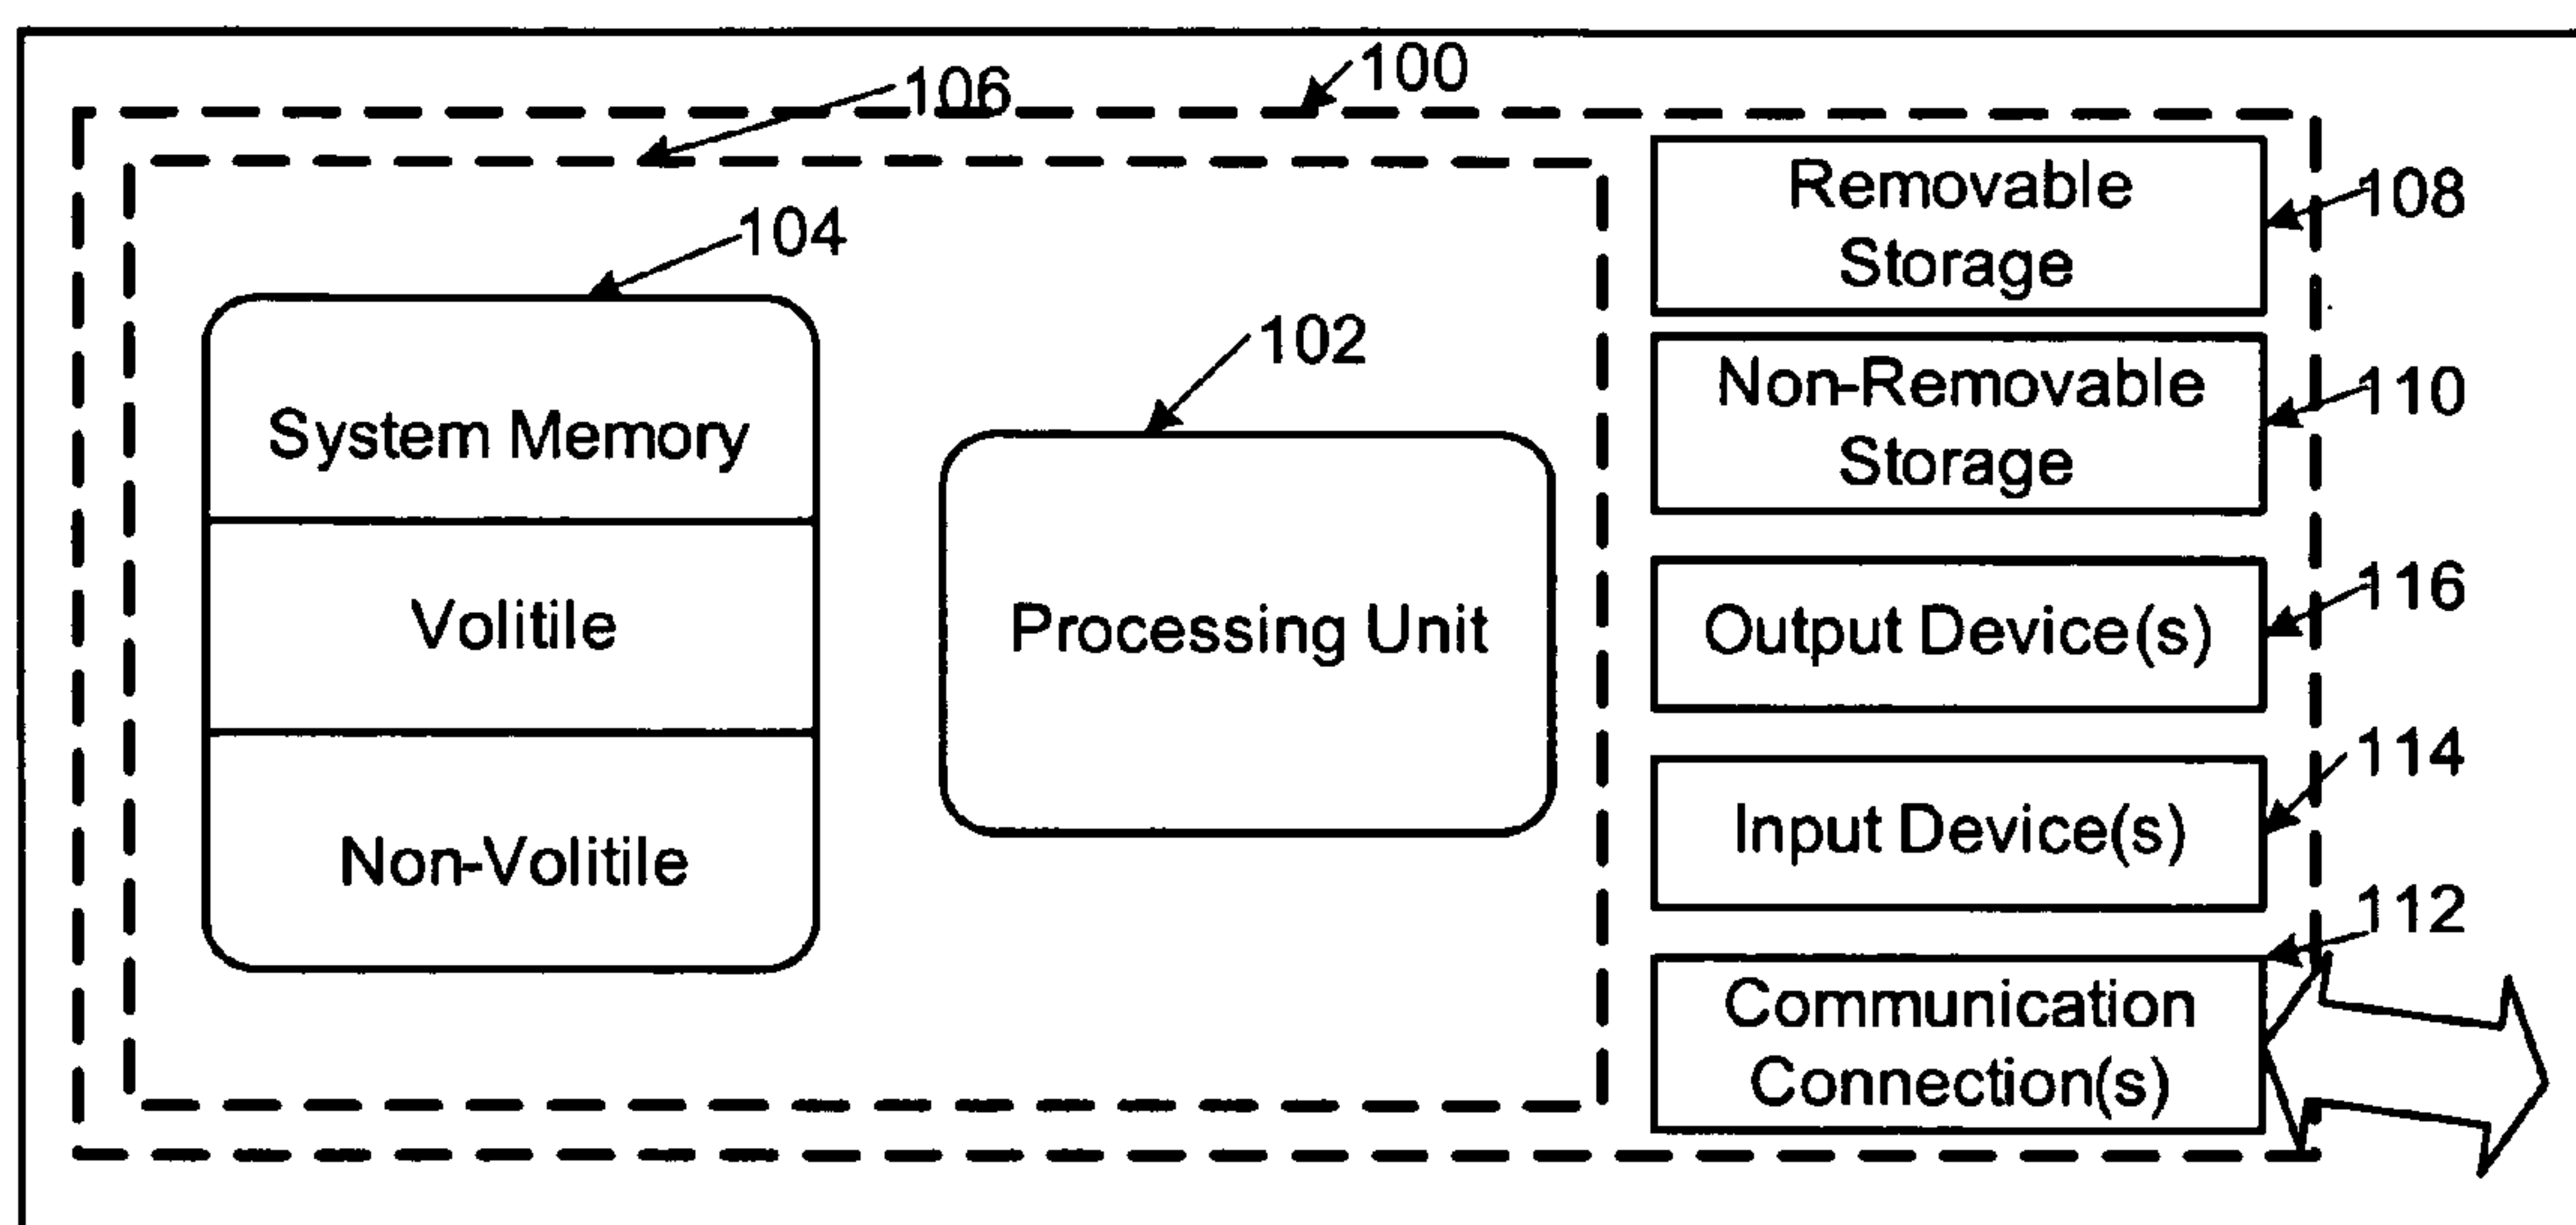 100
106
Removable
Storage
108
104
102
Non-Removable
Storage
110
System Memory
Volitile
Non-Volitile
Processing Unit
Output Device(s)
116
Input Device(s)
114
112
Communication
Connection(s)